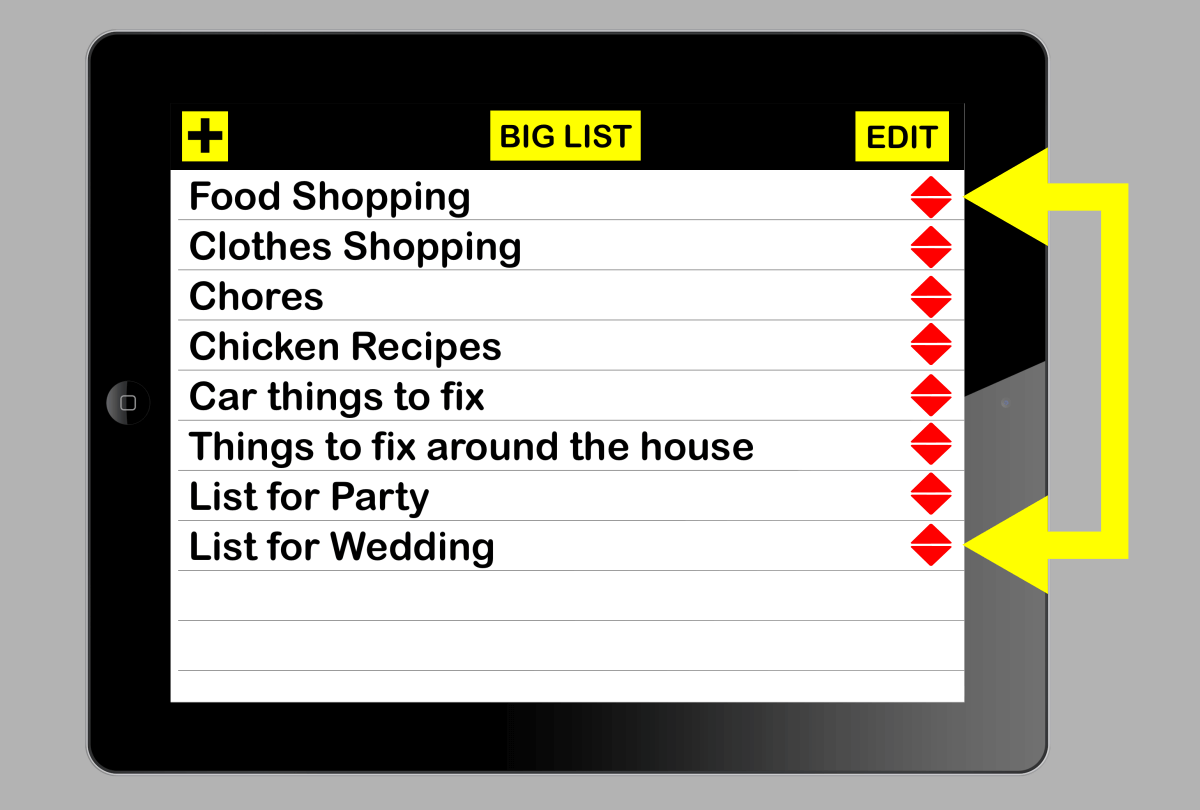 +
BIG LIST
EDIT
Food Shopping
Clothes Shopping
Chores
Chicken Recipes
Car things to fix
Things to fix around the house
List for Party
List for Wedding